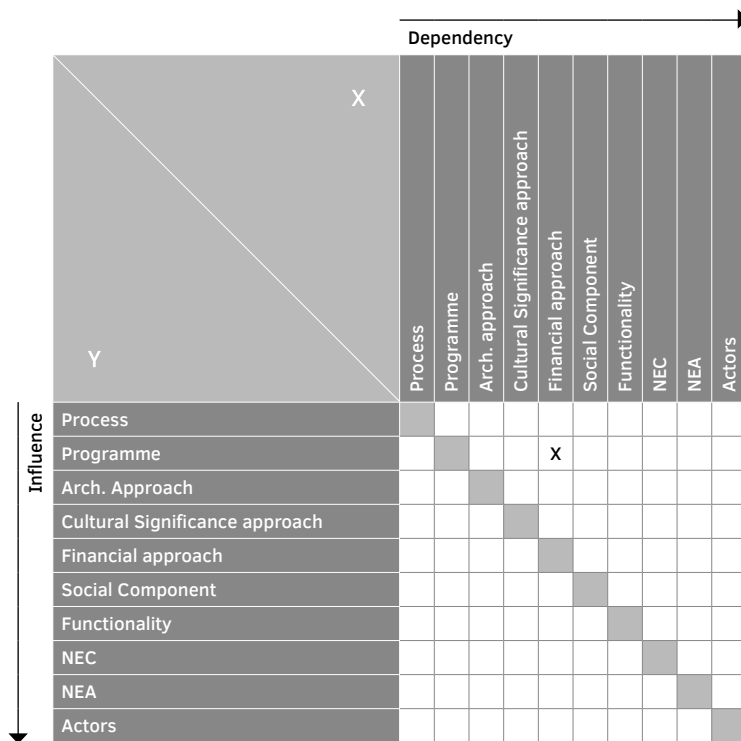 Dependency
X
Y
Process
Programme
Arch. approach
Cultural Significance approach
Financial approach
Social Component
Functionality
NEC
NEA
Actors
Influence
Process
Programme
X
Arch. Approach
Cultural Significance approach
Financial approach
Social Component
Functionality
NEC
NEA
Actors